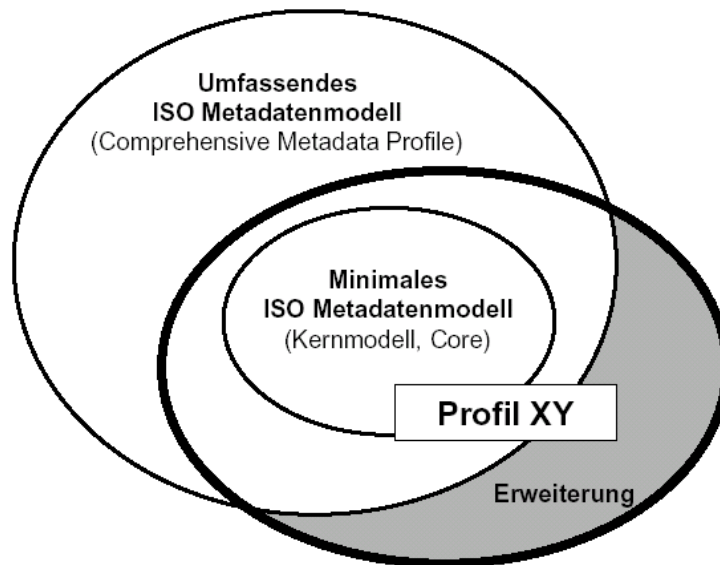 Umfassendes
ISO Metadatenmodell
(Comprehensive Metadata Profile)
Minimales
ISO Metadatenmodell
(Kernmodell, Core)
Profil XY
Erweiterung